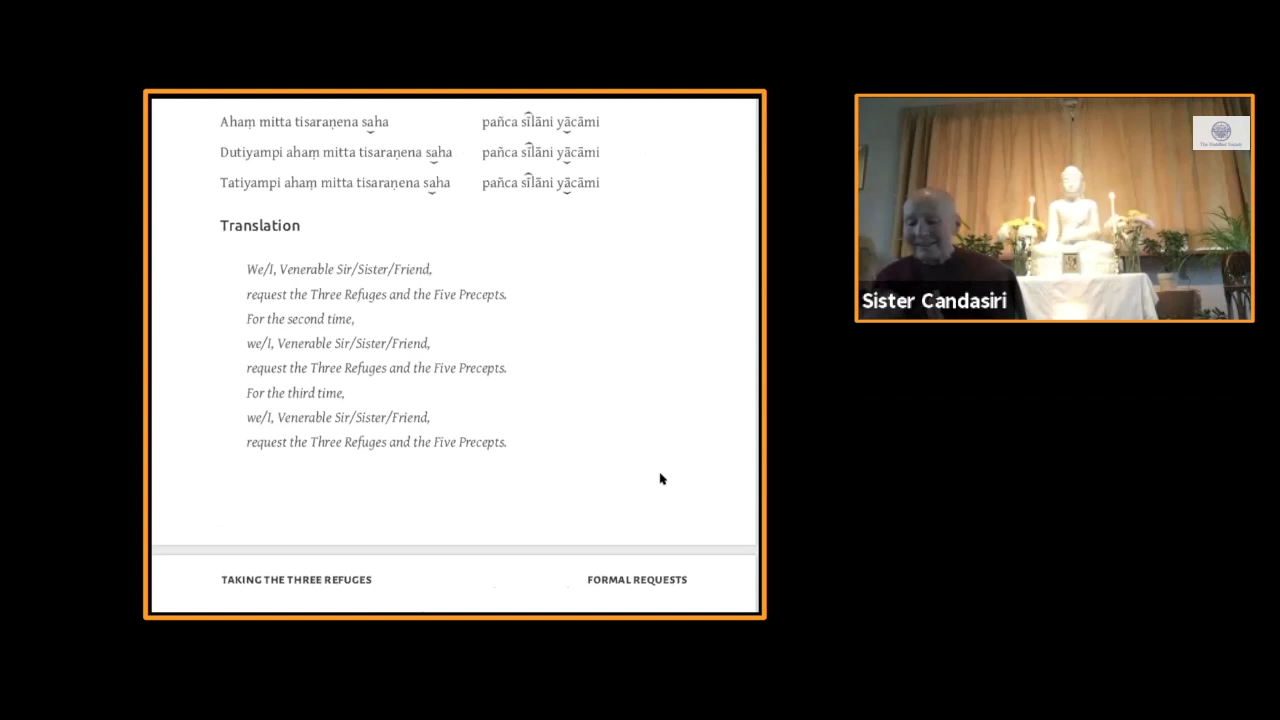 Ahaṃ mitta tisaraṇena saha pañca sīlāni yācāmi
Dutiyampi ahaṃ mitta tisaraṇena saha pañca sīlāni yācāmi
Tatiyampi ahaṃ mitta tisaraṇena saha pañca sīlāni yācāmi
Translation
We/I, Venerable Sir/Sister/Friend,
request the Three Refuges and the Five Precepts.
For the second time,
we/I, Venerable Sir/Sister/Friend,
request the Three Refuges and the Five Precepts.
For the third time,
we/I, Venerable Sir/Sister/Friend,
request the Three Refuges and the Five Precepts.
TAKING THE THREE REFUGES FORMAL REQUESTS
The Buddhist Society
Sister Candasiri